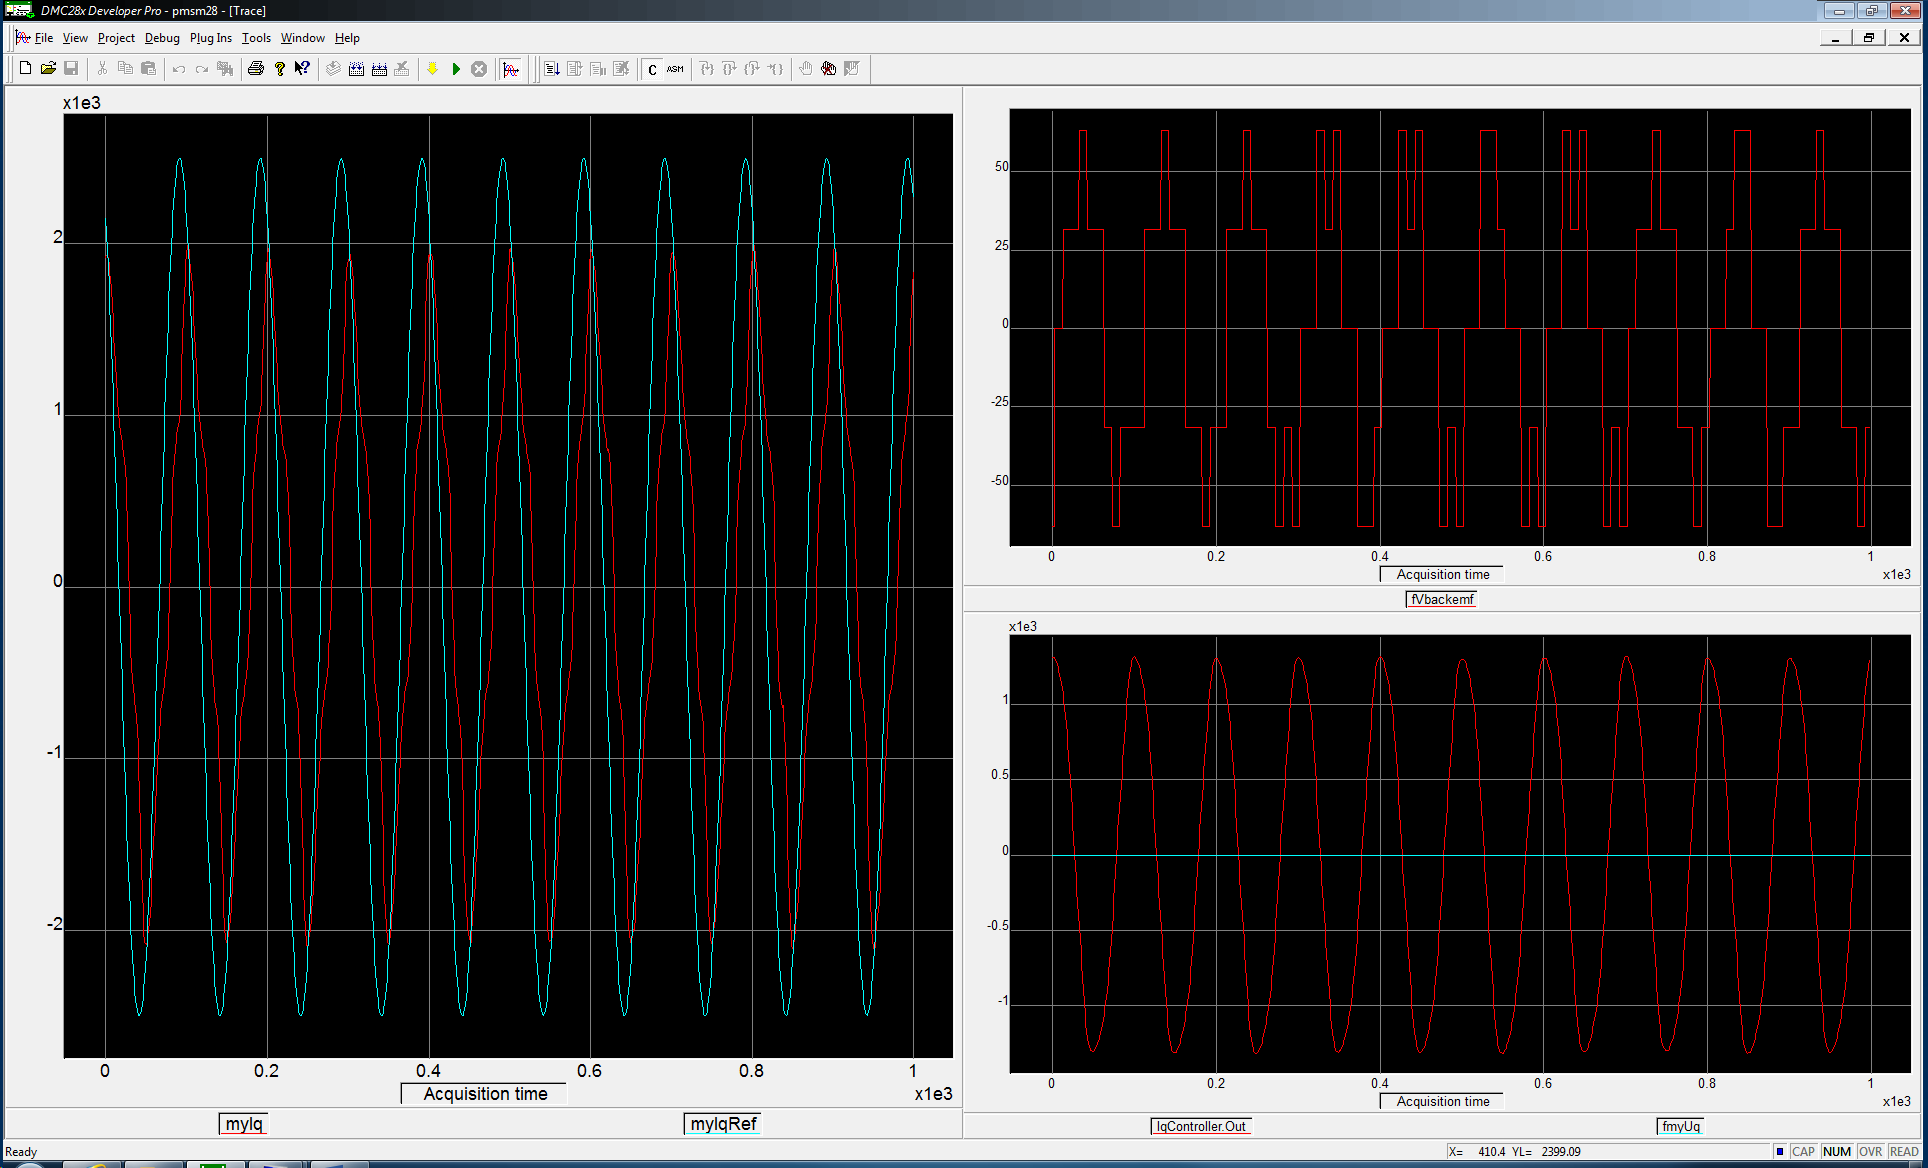 DMC28x Developer Pro - pmsm28 - [Trace]
File View Project Debug Plug Ins Tools Window Help
C ASM
x1e3
2
1
0
-1
-2
0 0.2 0.4 0.6 0.8 1
Acquisition time
x1e3
myIq myIqRef
50
25
0
-25
-50
0 0.2 0.4 0.6 0.8 1
Acquisition time
x1e3
fVbackemf
x1e3
1
0.5
0
-0.5
-1
0 0.2 0.4 0.6 0.8 1
Acquisition time
x1e3
IqController.Out fmyUq
Ready
X= 410.4 YL= 2399.09
CAP NUM OVR READ